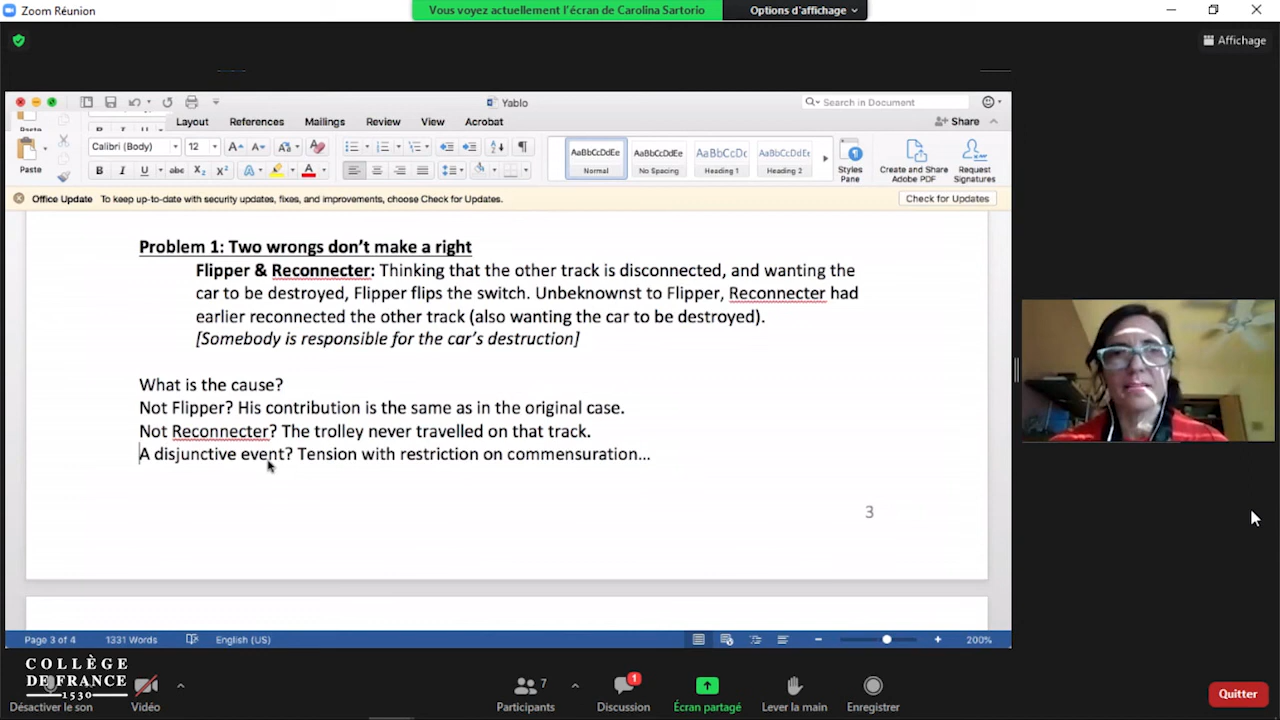 Zoom Réunion
Vous voyez actuellement l'écran de Carolina Sartorio
Options d'affichage
Affichage
Yablo
Search in Document
Layout References Mailings Review View Acrobat
Share
Paste
Paste
Calibri (Body) 12
AaBbCcDdEe AaBbCcDdEe AaBbCcDc AaBbCcDdEe
Normal No Spacing Heading 1 Heading 2
Styles Pane
Create and Share Adobe PDF
Request Signatures
Office Update To keep up-to-date with security updates, fixes, and improvements, choose Check for Updates.
Check for Updates
Problem 1: Two wrongs don't make a right
Flipper & Reconnecter: Thinking that the other track is disconnected, and wanting the
car to be destroyed, Flipper flips the switch. Unbeknownst to Flipper, Reconnecter had
earlier reconnected the other track (also wanting the car to be destroyed).
[Somebody is responsible for the car's destruction]
What is the cause?
Not Flipper? His contribution is the same as in the original case.
Not Reconnecter? The trolley never travelled on that track.
A disjunctive event? Tension with restriction on commensuration...
3
Page 3 of 4 1331 Words English (US) 200%
COLLÈGE
DE FRANCE
1530
Désactiver le son Vidéo Participants 7 Discussion 1 Écran partagé Lever la main Enregistrer Quitter